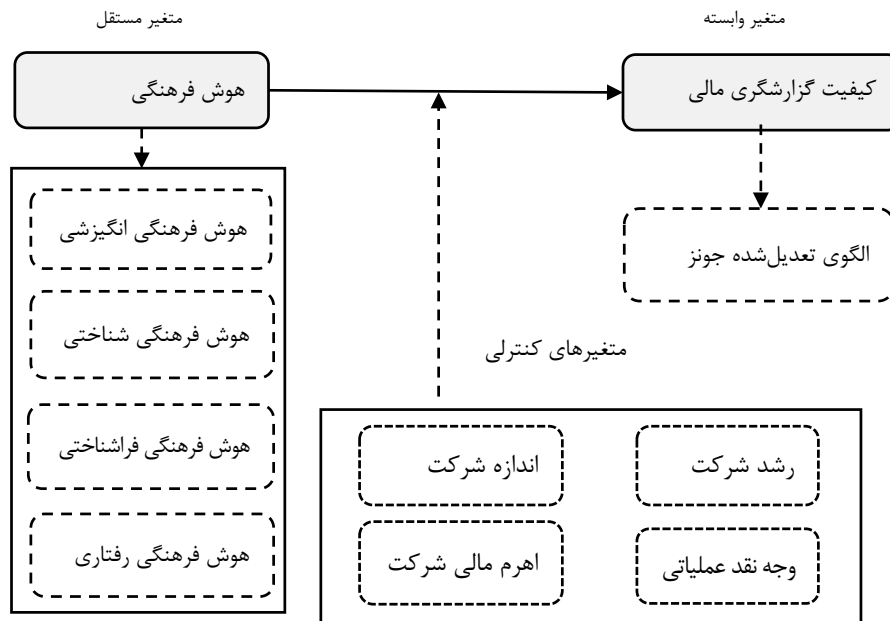 متغیر وابسته
متغیر مستقل
کیفیت گزارشگری مالی
هوش فرهنگی
الگوی تعدیل‌شده جونز
هوش فرهنگی انگیزشی
هوش فرهنگی شناختی
هوش فرهنگی فراشناختی
هوش فرهنگی رفتاری
متغیرهای کنترلی
رشد شرکت
اندازه شرکت
وجه نقد عملیاتی
اهرم مالی شرکت